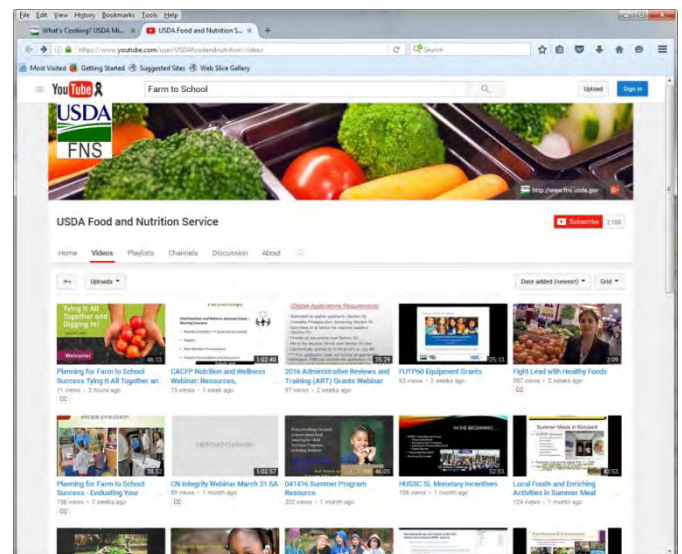 File Edit View History Bookmarks Tools Help
What's Cooking? USDA Mi...
USDA Food and Nutrition S...
https://www.youtube.com/user/USDAfoodandnutrition/videos
Search
Most Visited Getting Started Suggested Sites Web Slice Gallery
YouTube
Farm to School
Upload
Sign in
USDA
FNS
http://www.fns.usda.gov
USDA Food and Nutrition Service
Subscribe
Home Videos Playlists Channels Discussion About
Uploads
Date added (newest)
Grid
Tying It All
Together and
Digging In!
Welcome!
46:13
1:02:40
35:29
25:13
2:09
Planning for Farm to School
Success Tying It All Together an...
11 views • 3 hours ago
CC
CACFP Nutrition and Wellness
Webinar: Resources,
75 views • 1 week ago
2016 Administrative Reviews and
Training (ART) Grants Webinar
97 views • 2 weeks ago
FUTP60 Equipment Grants
63 views • 2 weeks ago
Fight Lead with Healthy Foods
views • 2 weeks ago
CC
Recipe Evaluation
38:52
1:02:57
46:05
IN THE BEGINNING...
52:53
Summer Meals in Maryland
43:53
Planning for Farm to School
Success - Evaluating Your
136 views • 3 weeks ago
CC
CN integrity Webinar March 31 SA
89 views • 1 month ago
CC
041416 Summer Program
Resource
202 views • 1 month ago
HUSSC SL Monetary Incentives
106 views • 1 month ago
Local Foods and Enriching
Activities in Summer Meal
124 views • 1 month ago